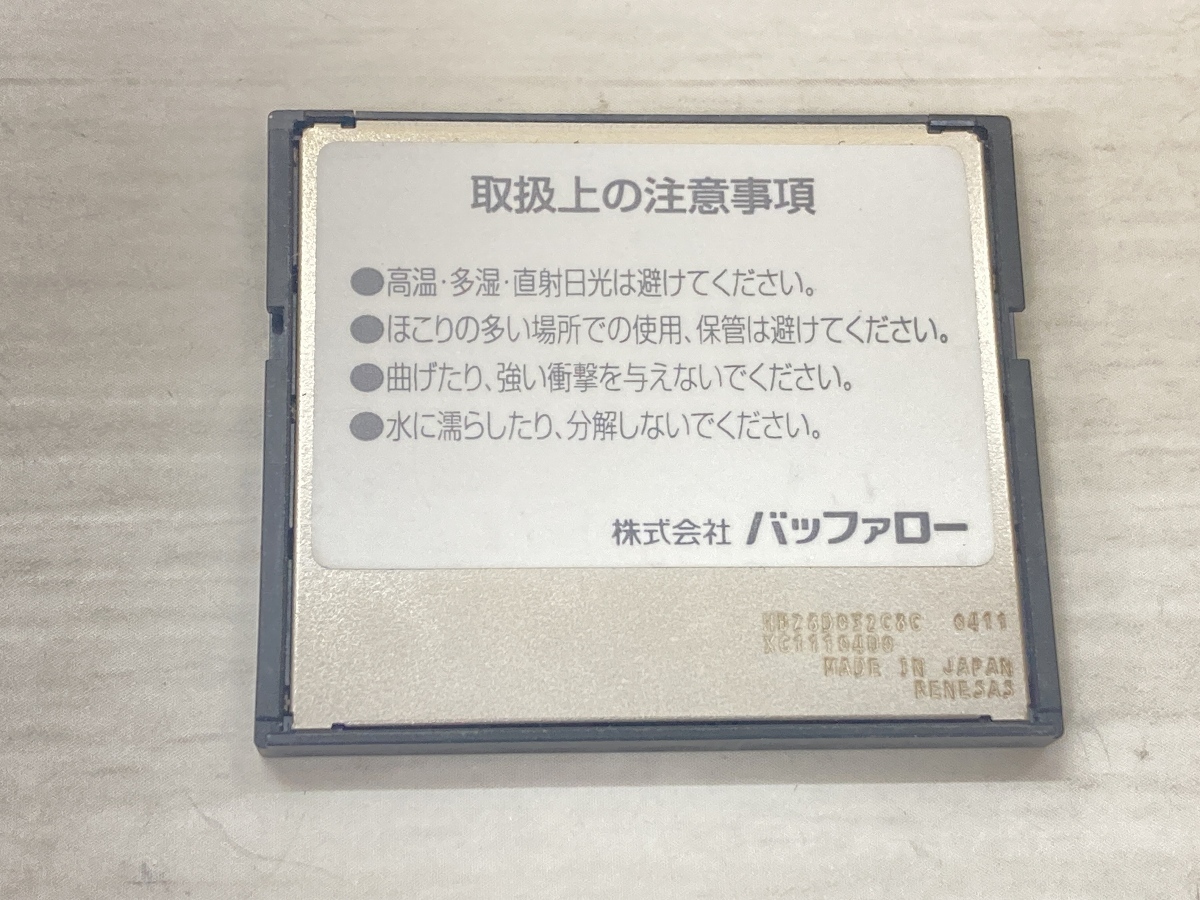 取扱上の注意事項
●高温·多湿·直射日光は避けてください。
●ほこりの多い場所での使用、保管は避けてください。
●曲げたり、強い衝撃を与えないでください。
●水に濡らしたり、分解しないでください。
株式会社 バッファロー
0411
MADE IN JAPAN
RENESAS